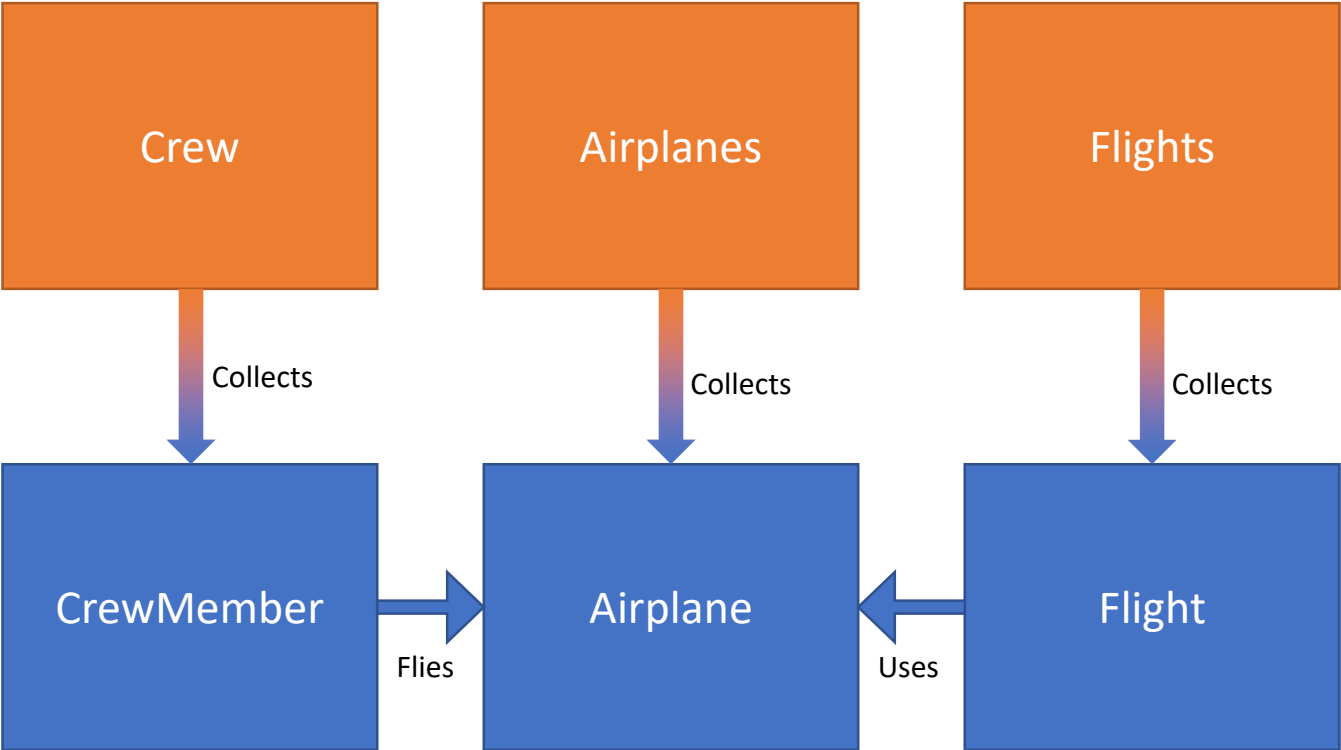 Crew
Airplanes
Flights
Collects
Collects
Collects
CrewMember
Airplane
Flight
Flies
Uses